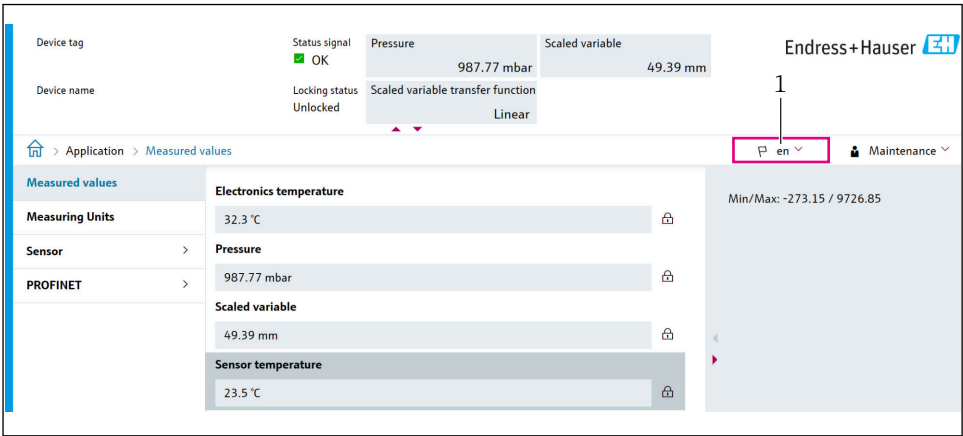 Device tag
Status signal
OK
Pressure
987.77 mbar
Scaled variable
49.39 mm
Endress+Hauser EH
Device name
Locking status
Unlocked
Scaled variable transfer function
Linear
1
> Application > Measured values
en
Maintenance
Measured values
Measuring Units
Sensor >
PROFINET >
Electronics temperature
32.3 °C
Pressure
987.77 mbar
Scaled variable
49.39 mm
Sensor temperature
23.5 °C
Min/Max: -273.15 / 9726.85